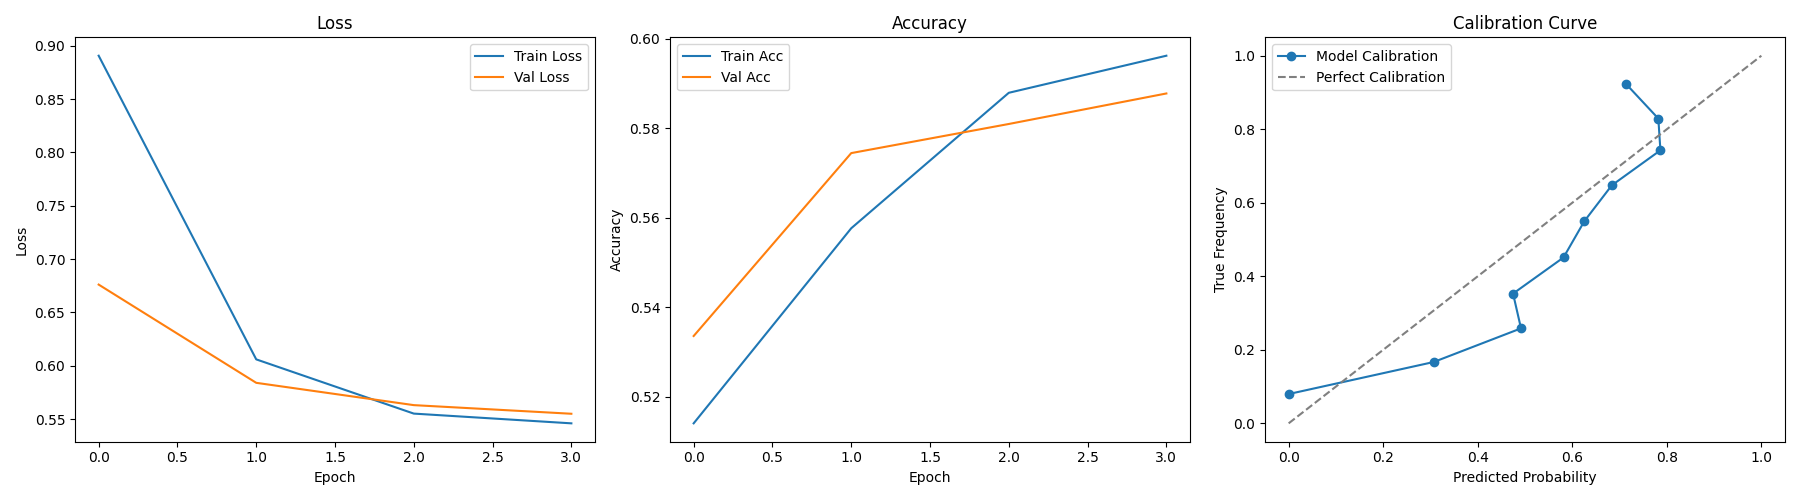 Loss
Train Loss
Val Loss
0.90
0.85
0.80
0.75
0.70
0.65
0.60
0.55
Loss
0.0 0.5 1.0 1.5 2.0 2.5 3.0
Epoch
Accuracy
Train Acc
Val Acc
0.60
0.58
0.56
0.54
0.52
Accuracy
0.0 0.5 1.0 1.5 2.0 2.5 3.0
Epoch
Calibration Curve
Model Calibration
Perfect Calibration
1.0
0.8
0.6
0.4
0.2
0.0
True Frequency
0.0 0.2 0.4 0.6 0.8 1.0
Predicted Probability